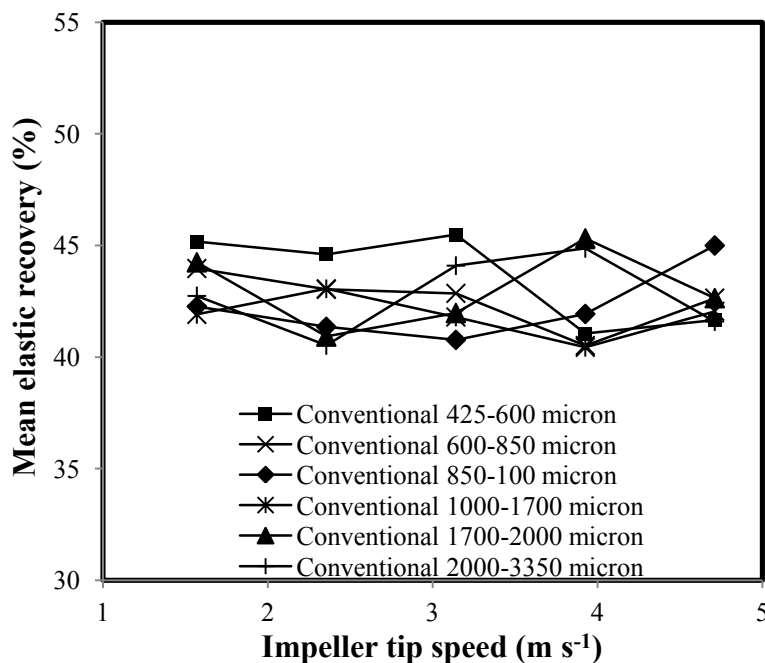 55
50
45
40
35
30
Mean elastic recovery (%)
Conventional 425-600 micron
Conventional 600-850 micron
Conventional 850-100 micron
Conventional 1000-1700 micron
Conventional 1700-2000 micron
Conventional 2000-3350 micron
1 2 3 4 5
Impeller tip speed (m s⁻¹)